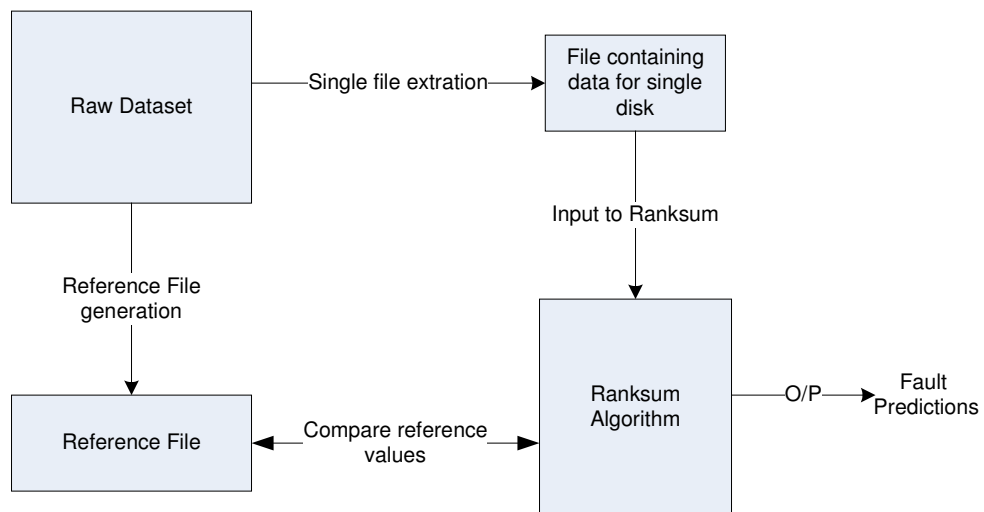 Raw Dataset
Single file extration
File containing
data for single
disk
Input to Ranksum
Reference File
generation
Reference File
Compare reference
values
Ranksum
Algorithm
O/P
Fault
Predictions